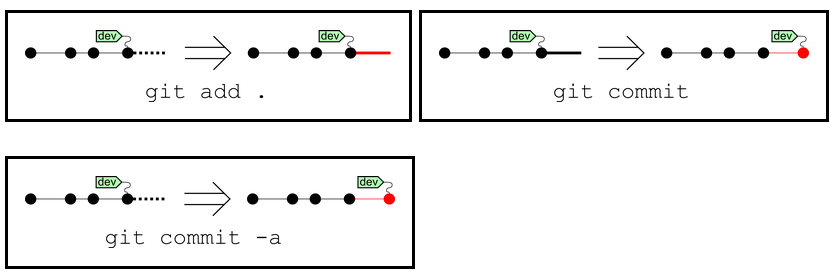 dev dev
git add .
dev dev
git commit
dev dev
git commit -a